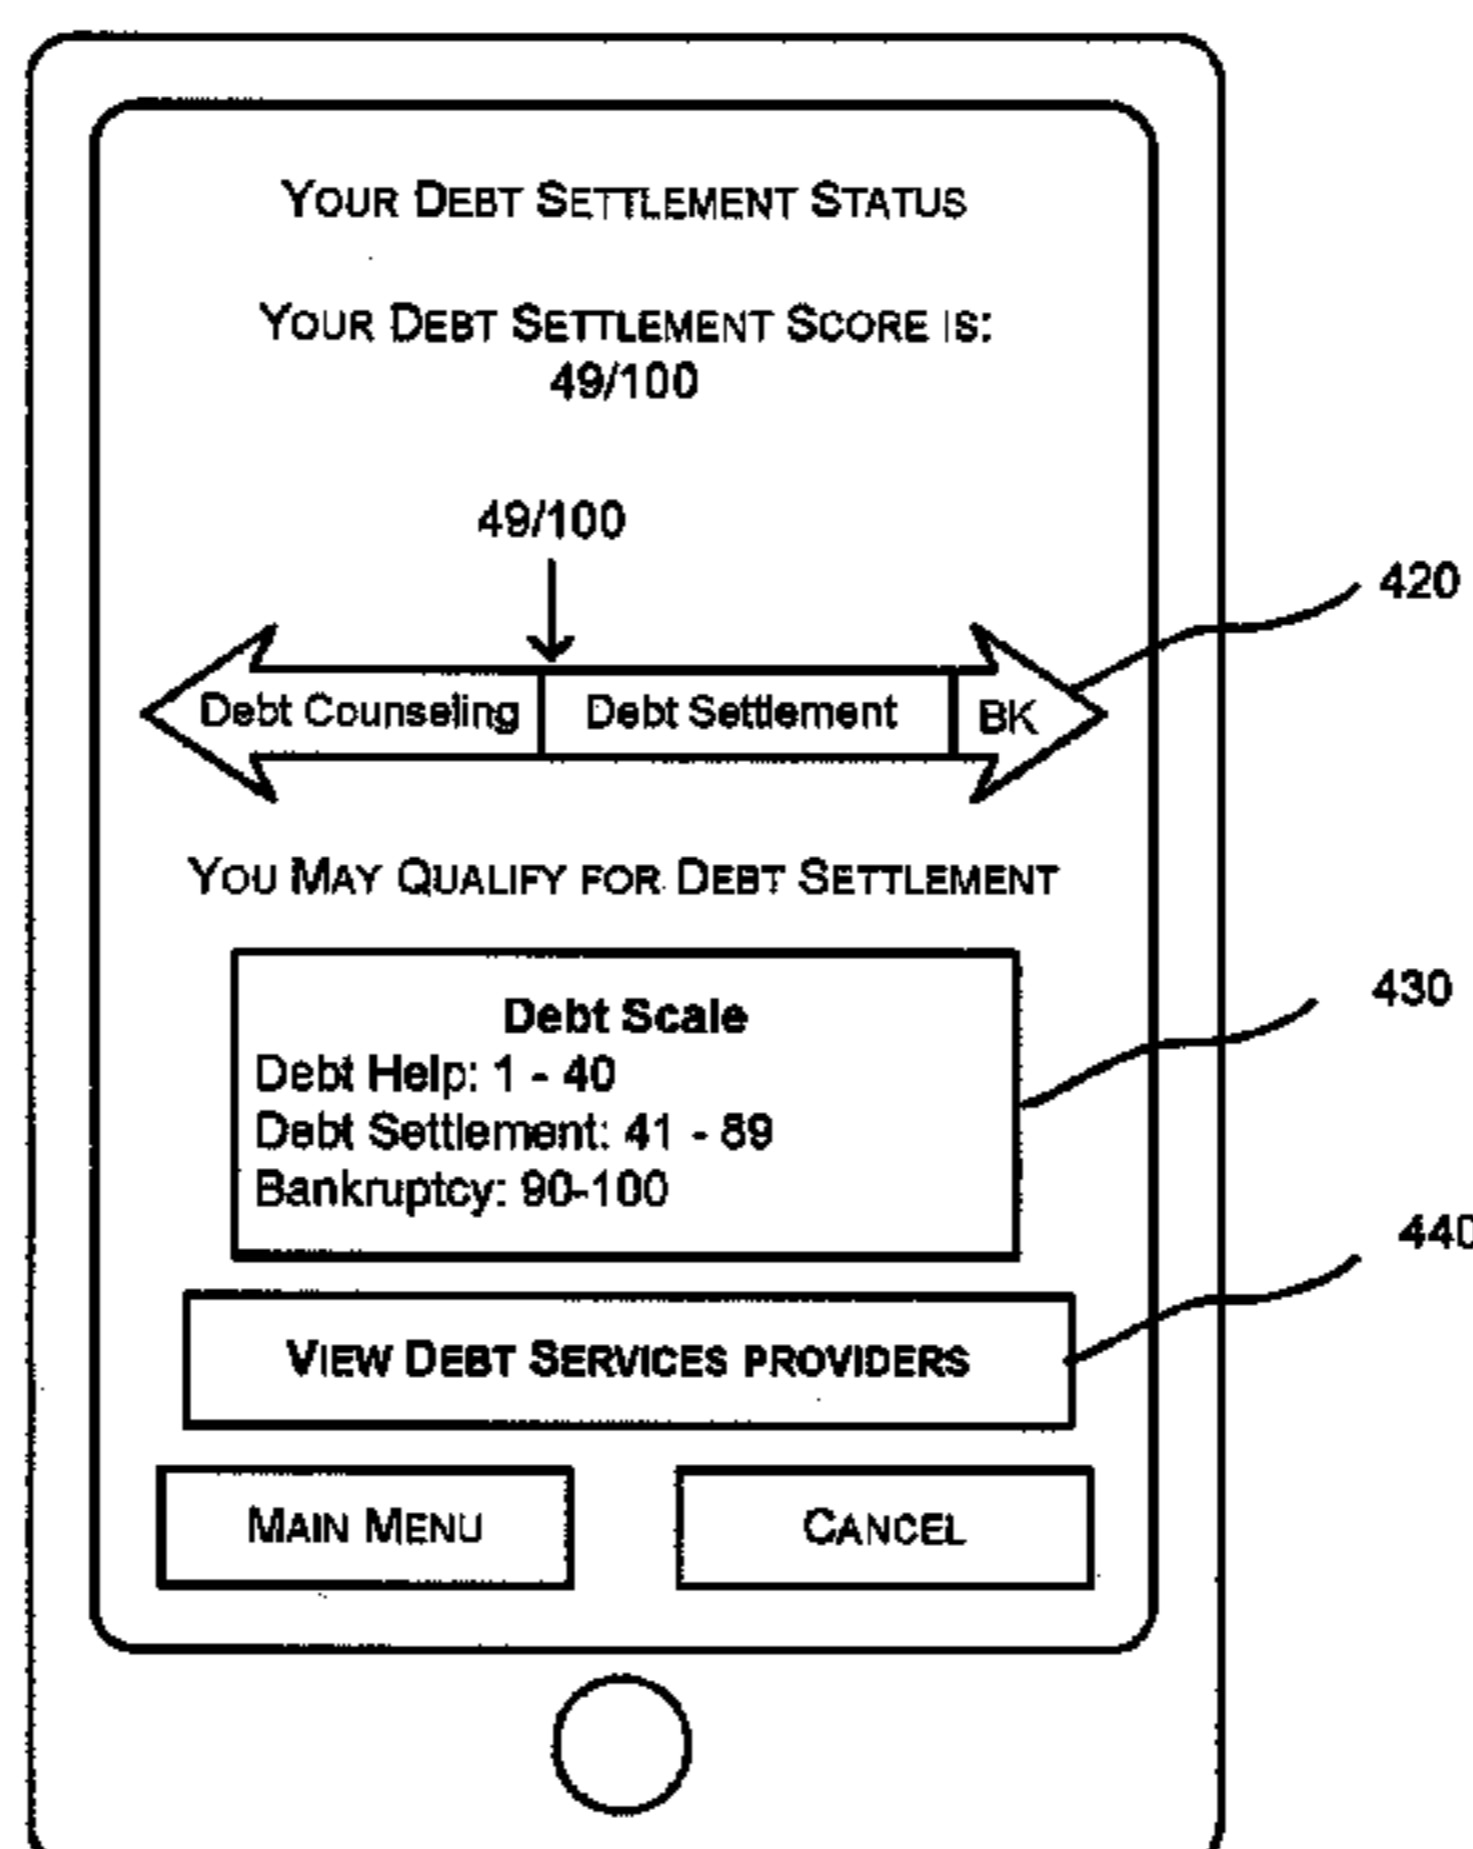 YOUR DEBT SETTLEMENT STATUS
YOUR DEBT SETTLEMENT SCORE IS:
49/100
49/100
420
Debt Counseling Debt Settlement BK
YOU MAY QUALIFY FOR DEBT SETTLEMENT
430
Debt Scale
Debt Help: 1 - 40
Debt Settlement: 41 - 89
Bankruptcy: 90-100
440
VIEW DEBT SERVICES PROVIDERS
MAIN MENU CANCEL